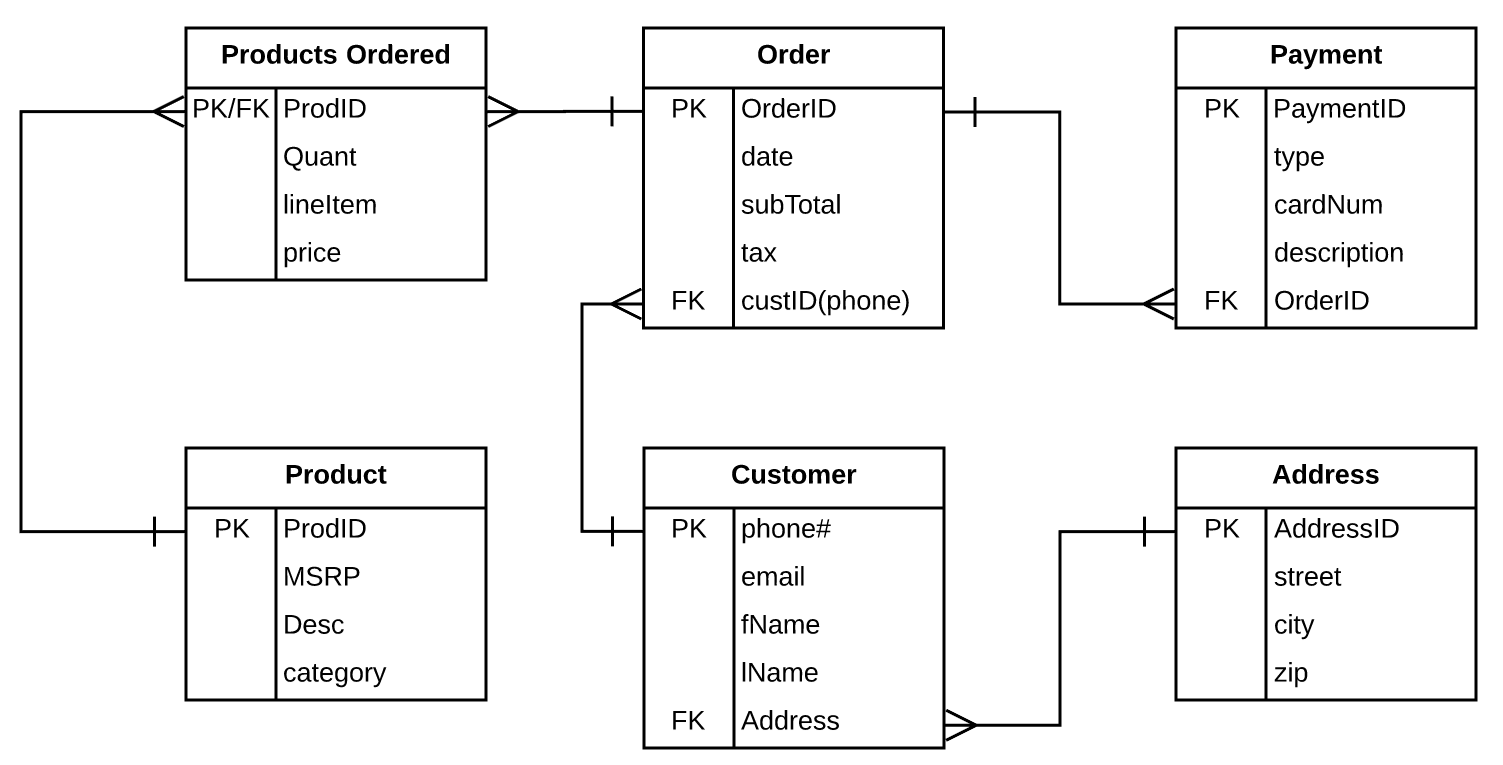 Products Ordered
PK/FK ProdID
Quant
lineItem
price
Order
PK OrderID
date
subTotal
tax
FK custID(phone)
Payment
PK PaymentID
type
cardNum
description
FK OrderID
Product
PK ProdID
MSRP
Desc
category
Customer
PK phone#
email
fName
lName
FK Address
Address
PK AddressID
street
city
zip